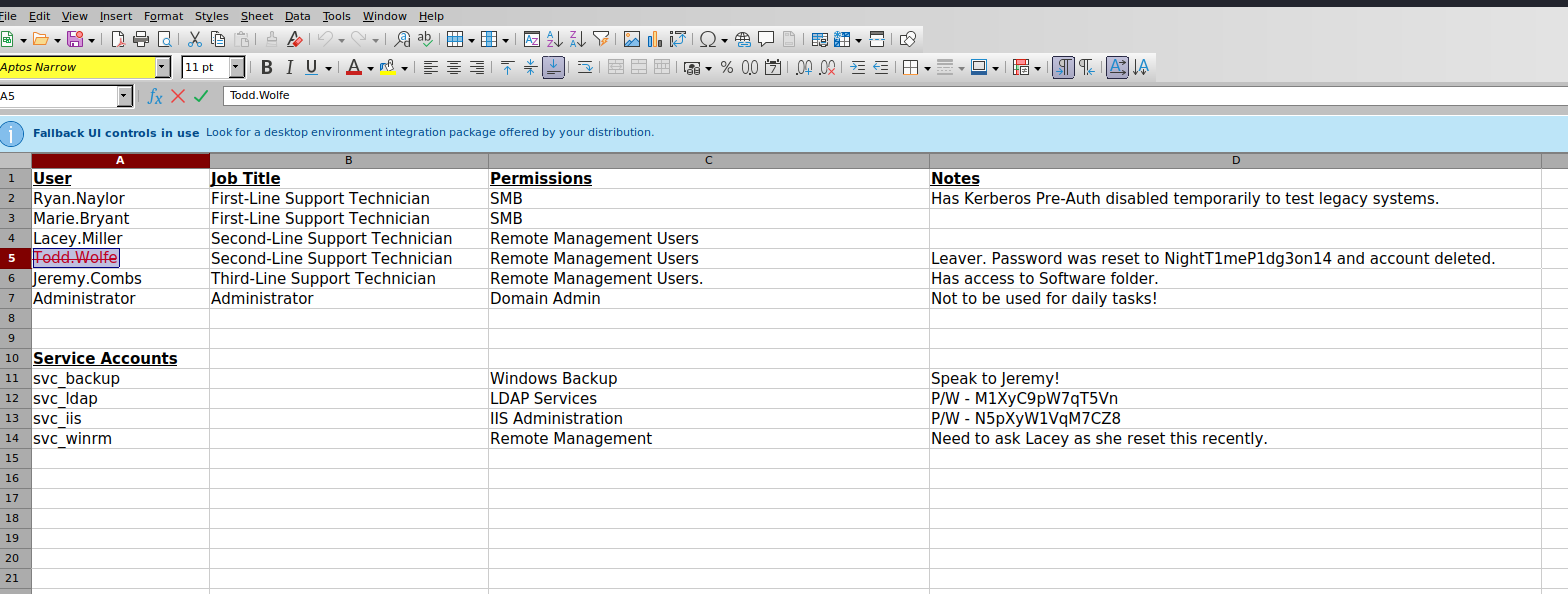 File Edit View Insert Format Styles Sheet Data Tools Window Help
Aptos Narrow 11 pt
A5 Todd.Wolfe
Fallback UI controls in use Look for a desktop environment integration package offered by your distribution.
A B C D
1 User Job Title Permissions Notes
2 Ryan.Naylor First-Line Support Technician SMB Has Kerberos Pre-Auth disabled temporarily to test legacy systems.
3 Marie.Bryant First-Line Support Technician SMB
4 Lacey.Miller Second-Line Support Technician Remote Management Users
5 Todd.Wolfe Second-Line Support Technician Remote Management Users Leaver. Password was reset to NightT1meP1dg3on14 and account deleted.
6 Jeremy.Combs Third-Line Support Technician Remote Management Users. Has access to Software folder.
7 Administrator Administrator Domain Admin Not to be used for daily tasks!
8
9
10 Service Accounts
11 svc_backup Windows Backup Speak to Jeremy!
12 svc_ldap LDAP Services P/W - M1XyC9pW7qT5Vn
13 svc_iis IIS Administration P/W - N5pXyW1VqM7CZ8
14 svc_winrm Remote Management Need to ask Lacey as she reset this recently.
15
16
17
18
19
20
21